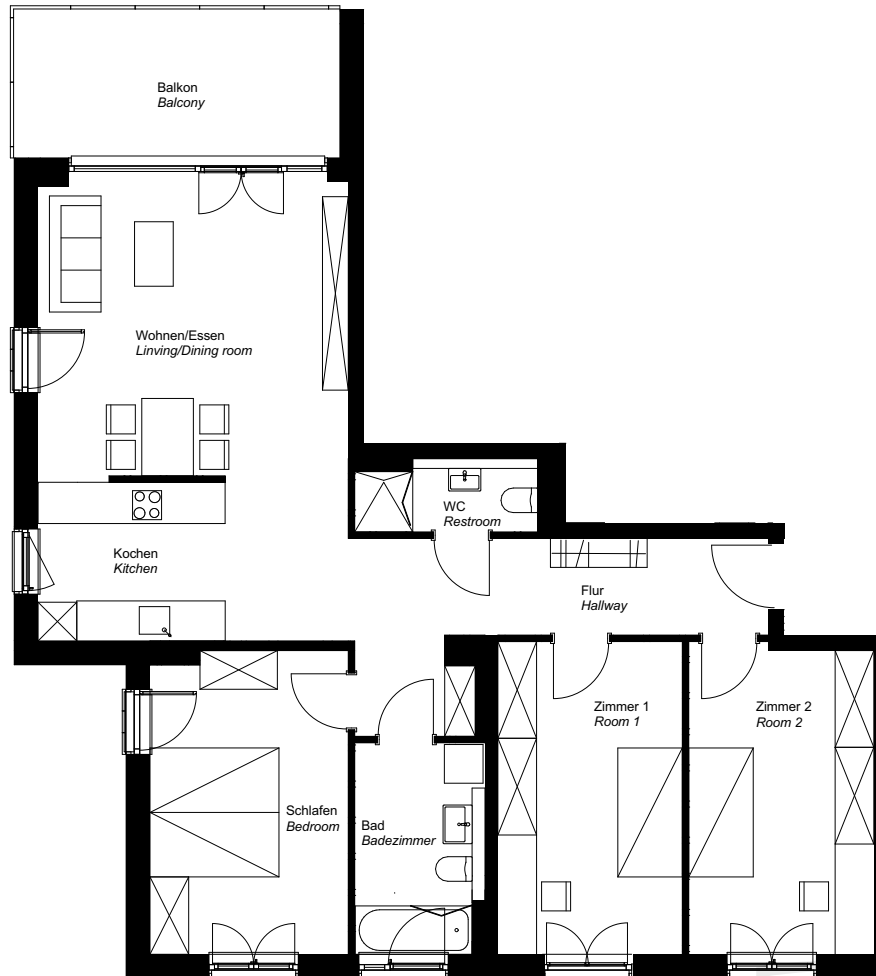 Balkon
Balcony
Wohnen/Essen
Linving/Dining room
WC
Restroom
Kochen
Kitchen
Flur
Hallway
Zimmer 1
Room 1
Zimmer 2
Room 2
Schlafen
Bedroom
Bad
Badezimmer